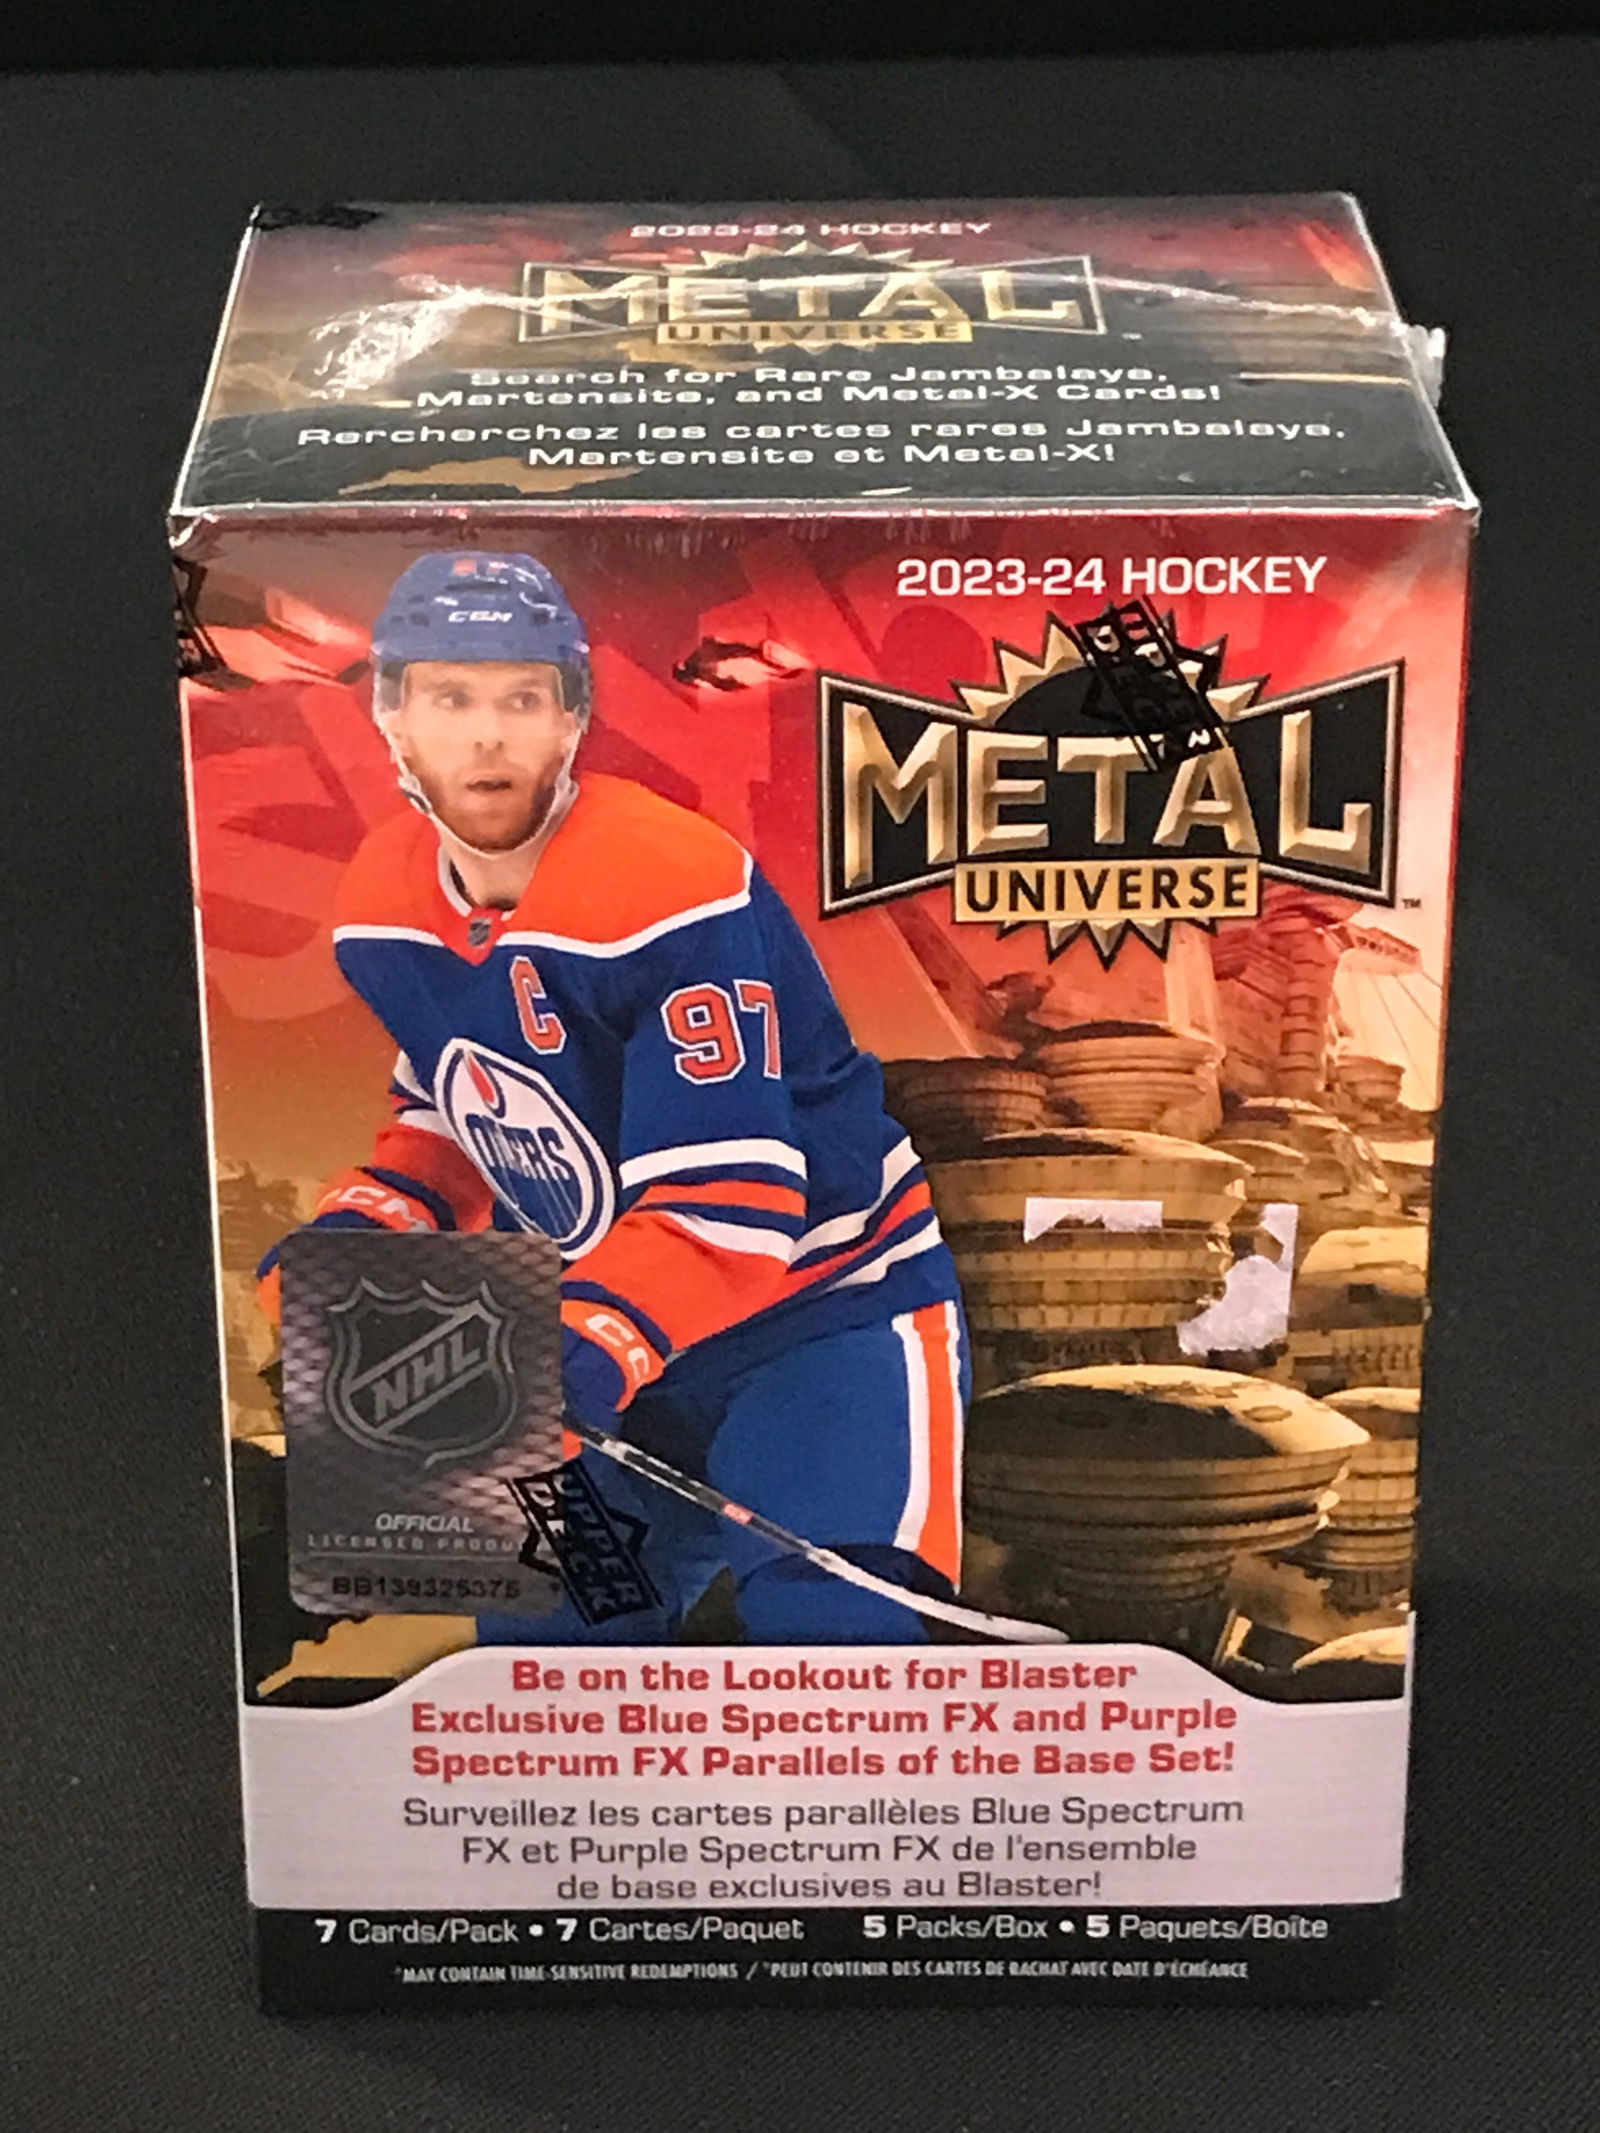 2023-24 HOCKEY
METAL
UNIVERSE
Search for Rare Jambalaya,
Martensite, and Metal-X Cards!
Rercherchez les cartes rares Jambalaya,
Martensite et Metal-X!
2023-24 HOCKEY
METAL
UNIVERSE
TM
UPPER
DECK
CCM
C
97
OILERS
CCM
CC
NHL
OFFICIAL
LICENSED PRODU
BB139325375
UPPER
DECK
Be on the Lookout for Blaster
Exclusive Blue Spectrum FX and Purple
Spectrum FX Parallels of the Base Set!
Surveillez les cartes parallèles Blue Spectrum
FX et Purple Spectrum FX de l'ensemble
de base exclusives au Blaster!
7 Cards/Pack • 7 Cartes/Paquet 5 Packs/Box • 5 Paquets/Boîte
*MAY CONTAIN TIME-SENSITIVE REDEMPTIONS / *PEUT CONTENIR DES CARTES DE RACHAT AVEC DATE D'ÉCHÉANCE